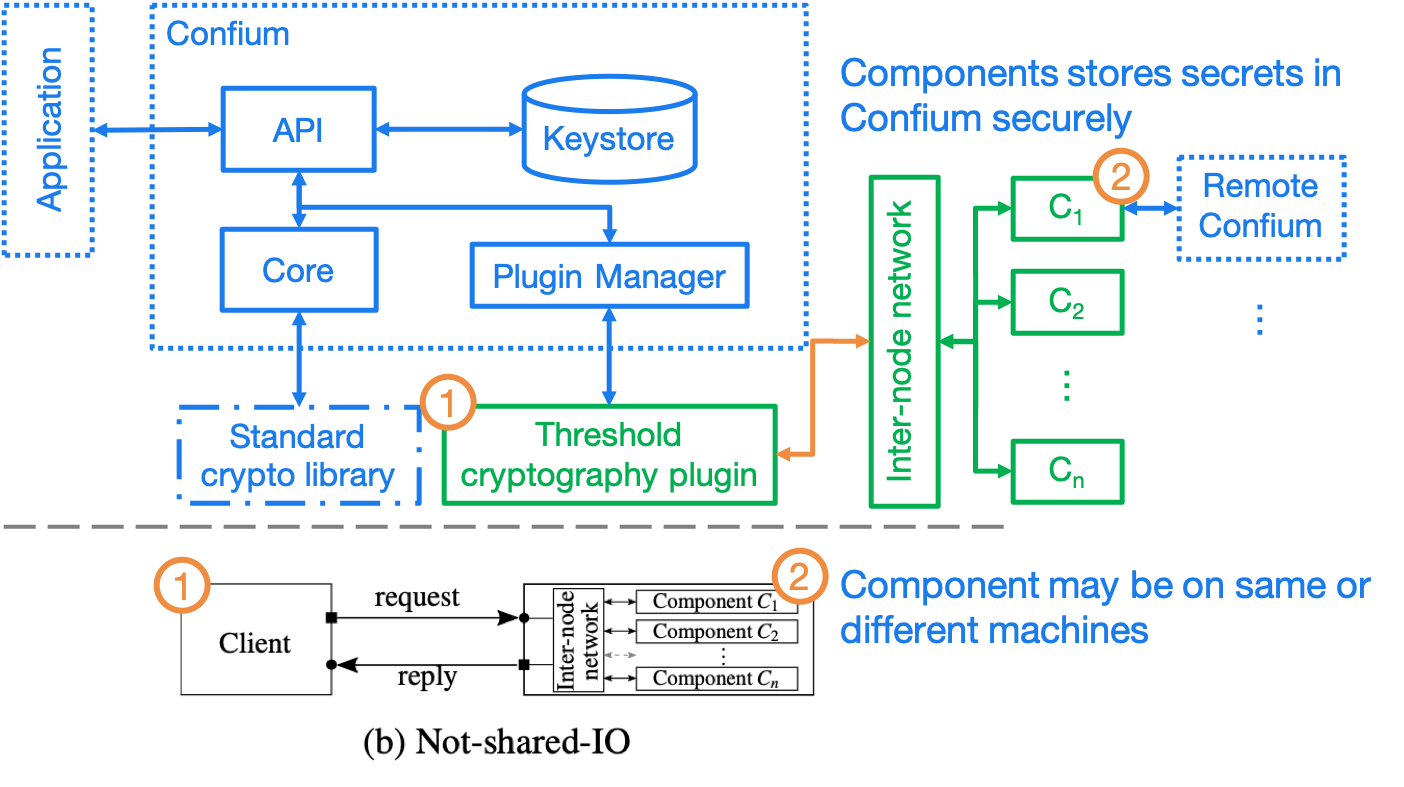 Confium
Application
API
Keystore
Core
Plugin Manager
Standard
crypto library
1
Threshold
cryptography plugin
Components stores secrets in
Confium securely
Inter-node network
C1
2
Remote
Confium
C2
⋮
⋮
Cn
1
Client
request
reply
2
Inter-node
network
Component C1
Component C2
⋮
Component Cn
Component may be on same or
different machines
(b) Not-shared-IO